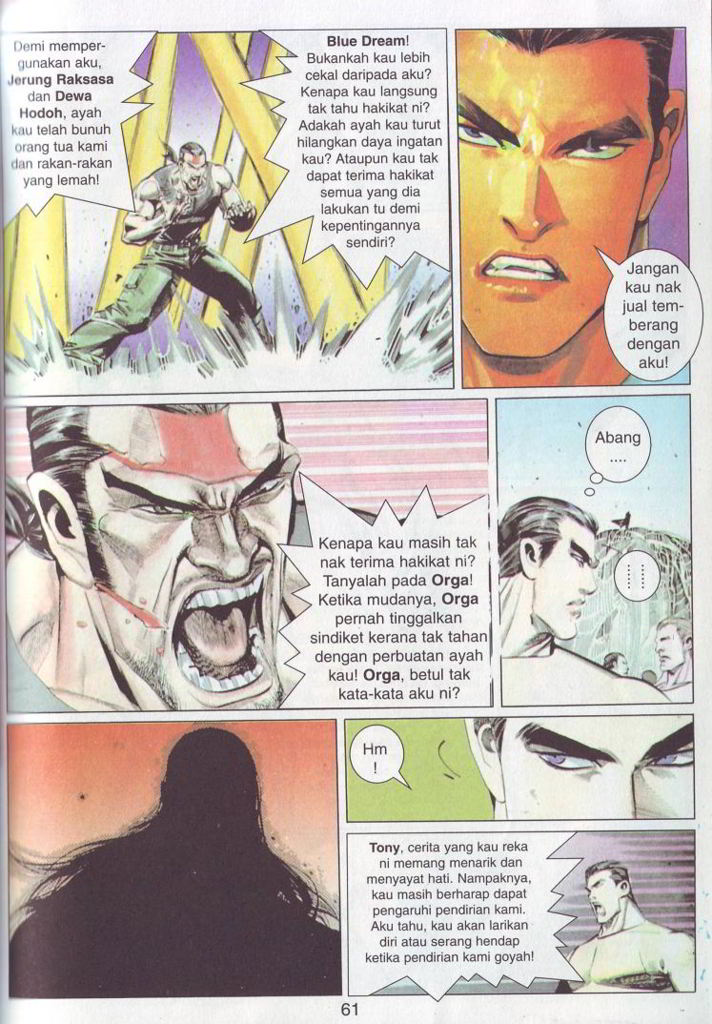 Demi memper-
gunakan aku,
Jerung Raksasa
dan Dewa
Hodoh, ayah
kau telah bunuh
orang tua kami
dan rakan-rakan
yang lemah!
Blue Dream!
Bukankah kau lebih
cekal daripada aku?
Kenapa kau langsung
tak tahu hakikat ni?
Adakah ayah kau turut
hilangkan daya ingatan
kau? Ataupun kau tak
dapat terima hakikat
semua yang dia
lakukan tu demi
kepentingannya
sendiri?
Jangan
kau nak
jual tem-
berang
dengan
aku!
Kenapa kau masih tak
nak terima hakikat ni?
Tanyalah pada Orga!
Ketika mudanya, Orga
pernah tinggalkan
sindiket kerana tak tahan
dengan perbuatan ayah
kau! Orga, betul tak
kata-kata aku ni?
Abang
....
Hm
!
Tony, cerita yang kau reka
ni memang menarik dan
menyayat hati. Nampaknya,
kau masih berharap dapat
pengaruhi pendirian kami.
Aku tahu, kau akan larikan
diri atau serang hendap
ketika pendirian kami goyah!
61